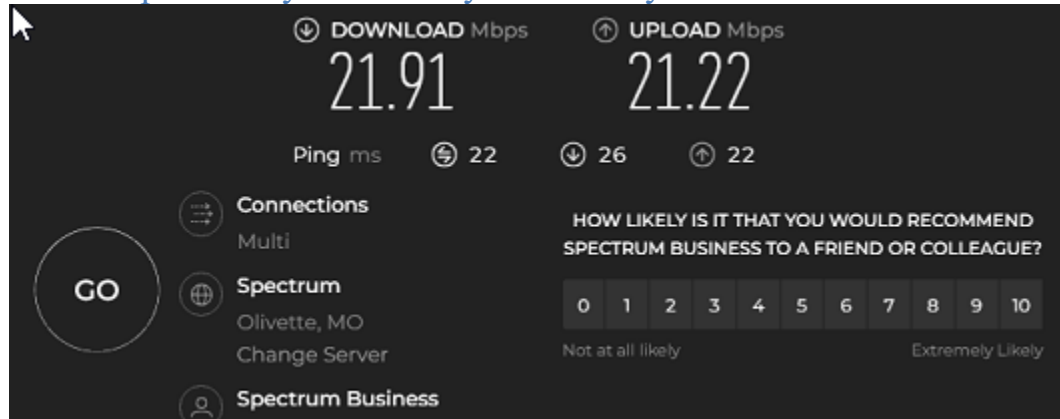 DOWNLOAD Mbps
21.91
UPLOAD Mbps
21.22
Ping ms 22 26 22
Connections
Multi
GO
Spectrum
Olivette, MO
Change Server
Spectrum Business
HOW LIKELY IS IT THAT YOU WOULD RECOMMEND
SPECTRUM BUSINESS TO A FRIEND OR COLLEAGUE?
0 1 2 3 4 5 6 7 8 9 10
Not at all likely Extremely Likely